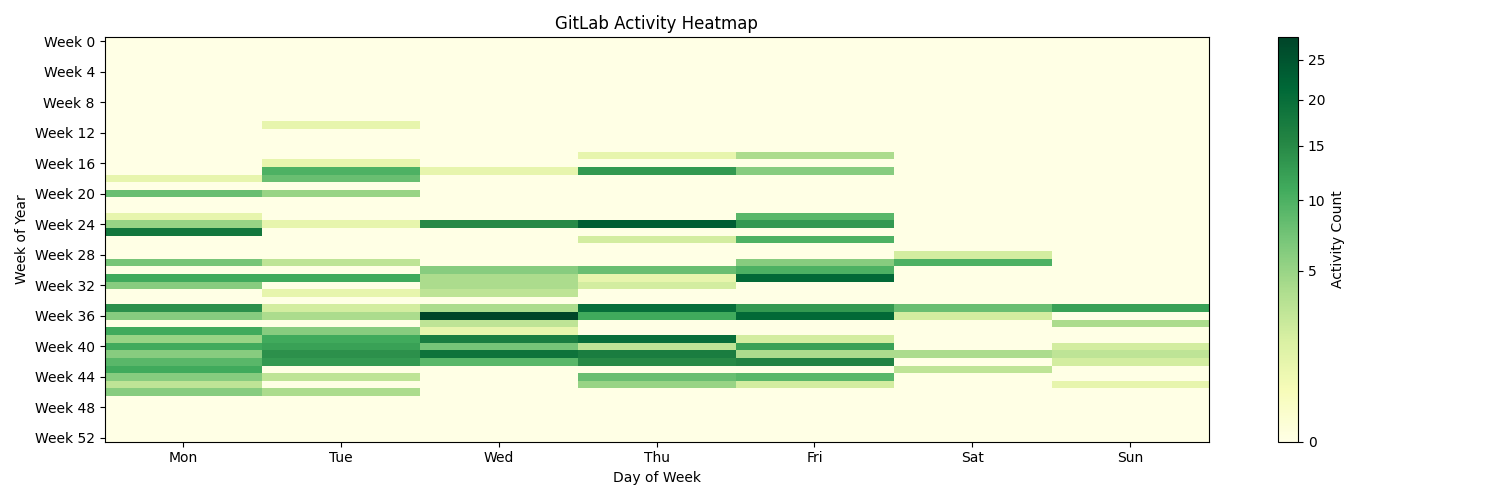 GitLab Activity Heatmap
Week 0
Week 4
Week 8
Week 12
Week 16
Week 20
Week 24
Week 28
Week 32
Week 36
Week 40
Week 44
Week 48
Week 52
Week of Year
Mon Tue Wed Thu Fri Sat Sun
Day of Week
25
20
15
10
5
0
Activity Count